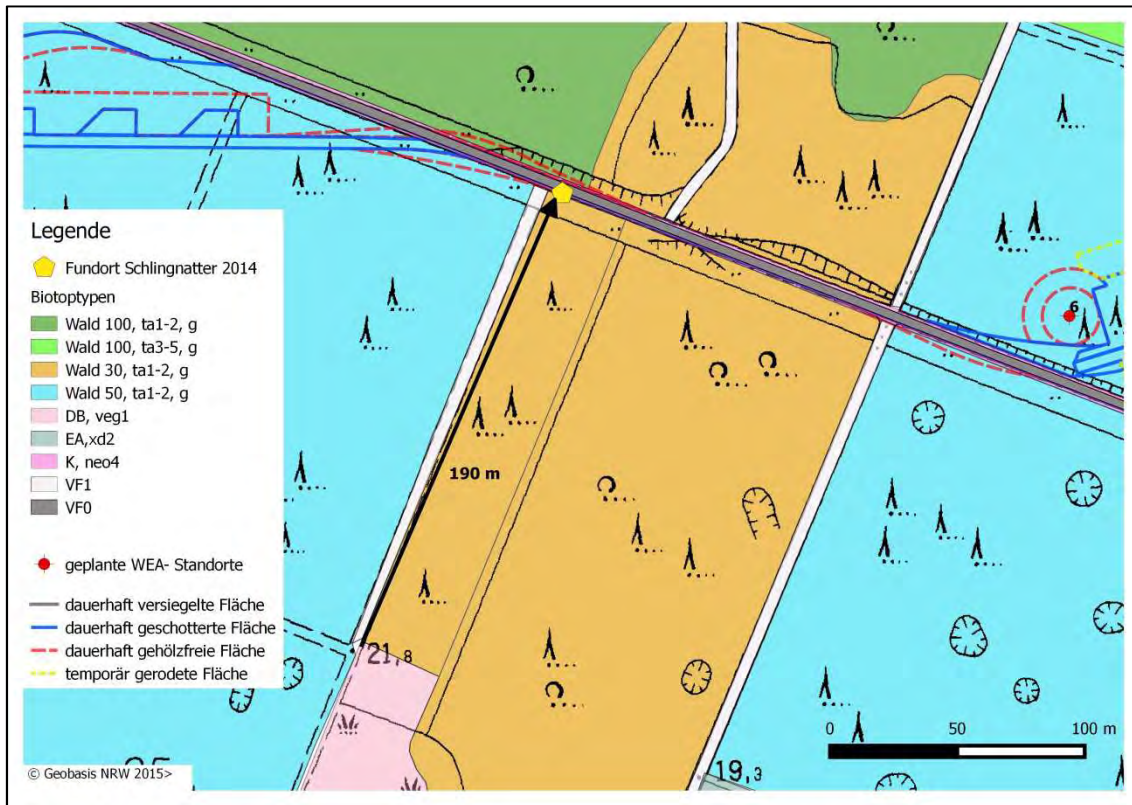 Legende
Fundort Schlingnatter 2014
Biotoptypen
Wald 100, ta1-2, g
Wald 100, ta3-5, g
Wald 30, ta1-2, g
Wald 50, ta1-2, g
DB, veg1
EA,xd2
K, neo4
VF1
VF0
geplante WEA- Standorte
dauerhaft versiegelte Fläche
dauerhaft geschotterte Fläche
dauerhaft gehölzfreie Fläche
temporär gerodete Fläche
© Geobasis NRW 2015>
6
190 m
21,8
19,3
0 50 100 m